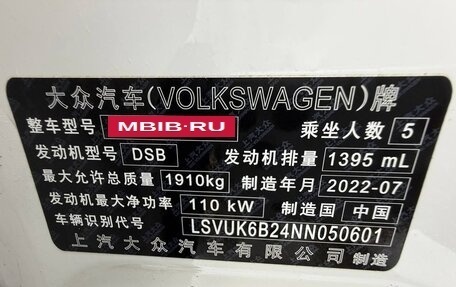 大众汽车(VOLKSWAGEN)牌
整车型号 MBIB-RU 乘坐人数 5
发动机型号 DSB 发动机排量 1395 mL
最大允许总质量 1910kg 制造年月 2022-07
发动机最大净功率 110 kW 制造国 中国
车辆识别代号 LSVUK6B24NN050601
上汽大众汽车有限公司 制造